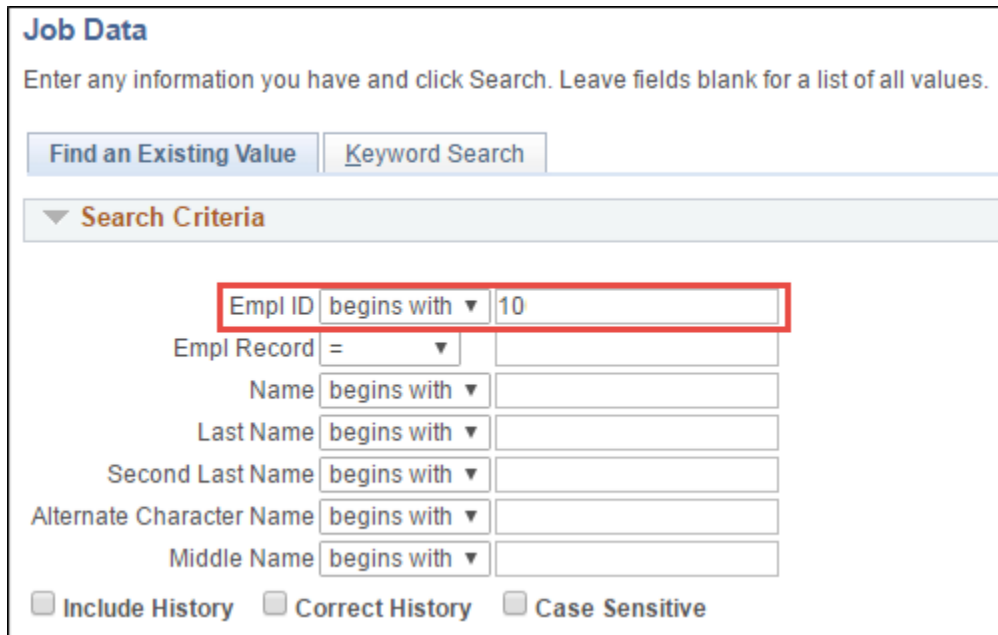 Job Data
Enter any information you have and click Search. Leave fields blank for a list of all values.
Find an Existing Value Keyword Search
Search Criteria
Empl ID begins with 10
Empl Record =
Name begins with
Last Name begins with
Second Last Name begins with
Alternate Character Name begins with
Middle Name begins with
Include History Correct History Case Sensitive